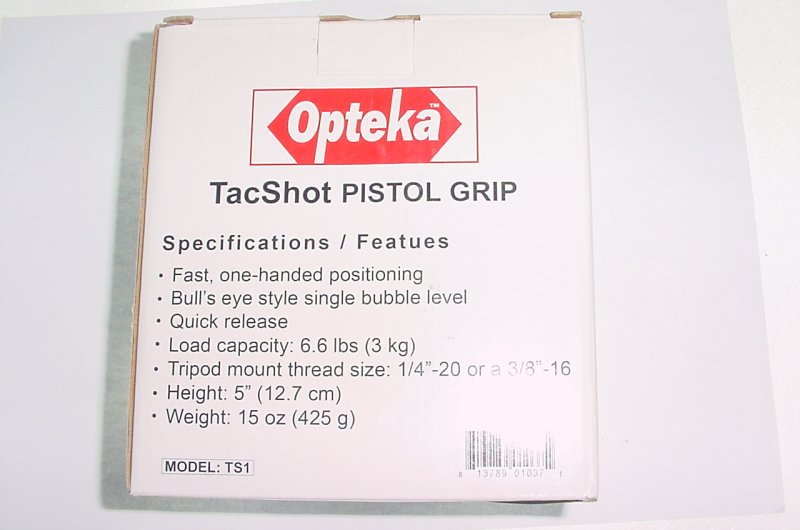 Opteka™
TacShot PISTOL GRIP
Specifications / Featues
• Fast, one-handed positioning
• Bull's eye style single bubble level
• Quick release
• Load capacity: 6.6 lbs (3 kg)
• Tripod mount thread size: 1/4”-20 or a 3/8”-16
• Height: 5” (12.7 cm)
• Weight: 15 oz (425 g)
MODEL: TS1
8 13789 01037 1